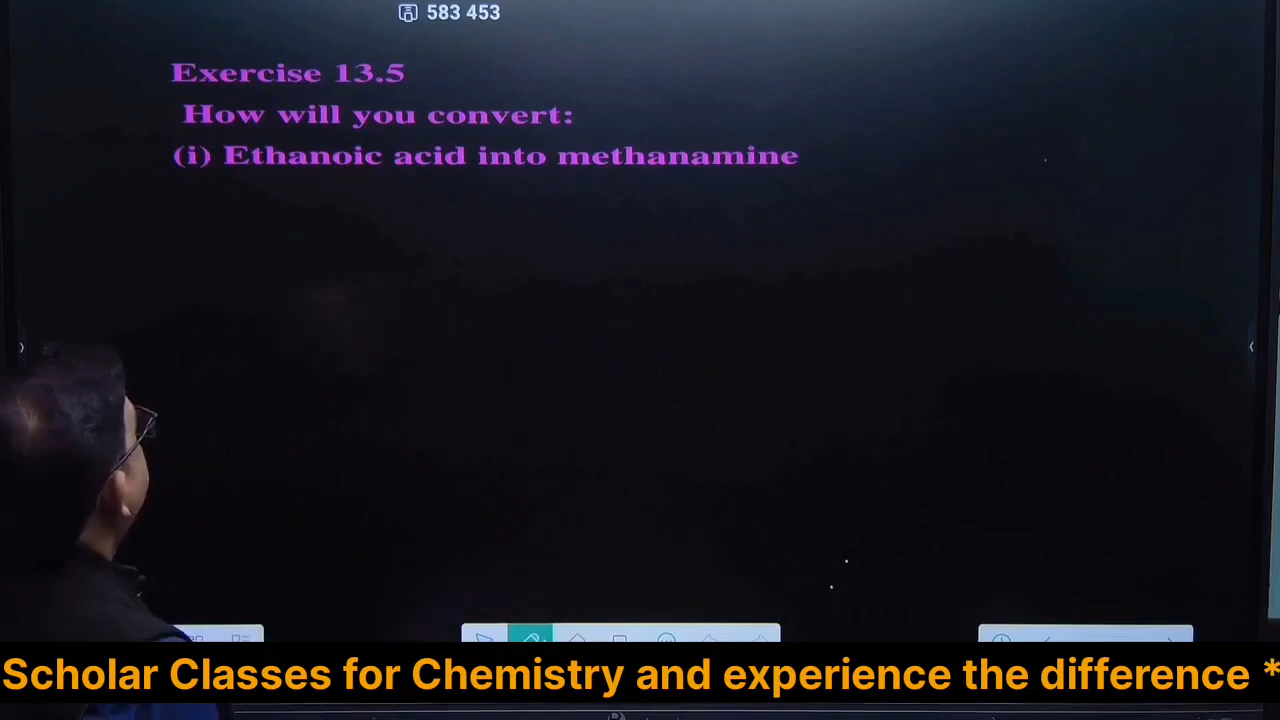 583 453
Exercise 13.5
How will you convert:
(i) Ethanoic acid into methanamine
Scholar Classes for Chemistry and experience the difference *